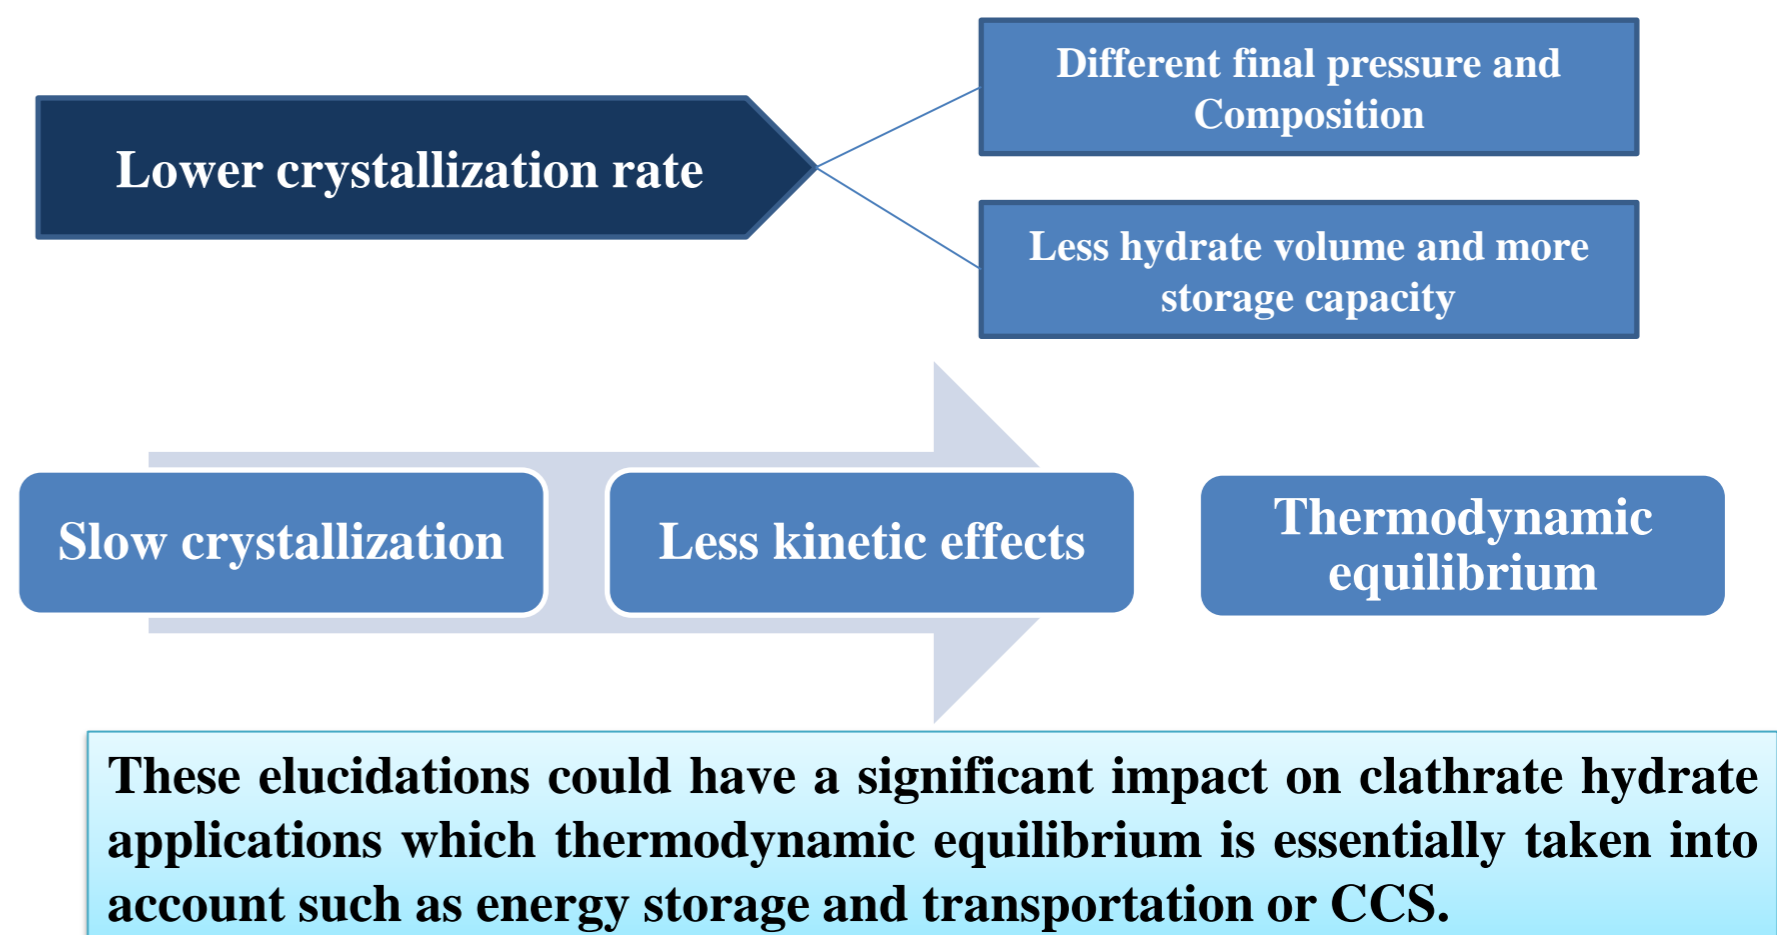 Different final pressure and
Composition
Lower crystallization rate
Less hydrate volume and more
storage capacity
Slow crystallization
Less kinetic effects
Thermodynamic
equilibrium
These elucidations could have a significant impact on clathrate hydrate
applications which thermodynamic equilibrium is essentially taken into
account such as energy storage and transportation or CCS.